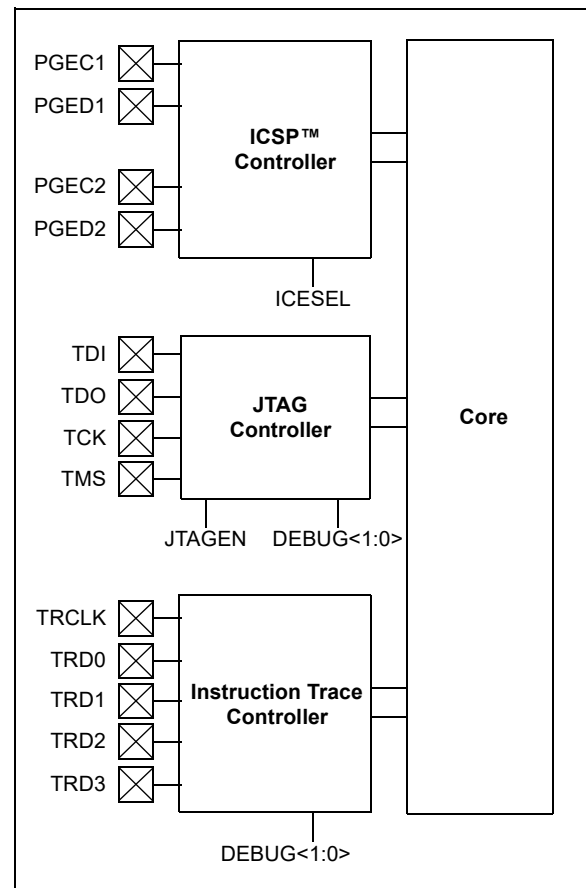 PGEC1
PGED1
ICSP™
Controller
PGEC2
PGED2
ICESEL
TDI
TDO
JTAG
Controller
TCK
TMS
JTAGEN
DEBUG<1:0>
Core
TRCLK
TRD0
TRD1
Instruction Trace
Controller
TRD2
TRD3
DEBUG<1:0>